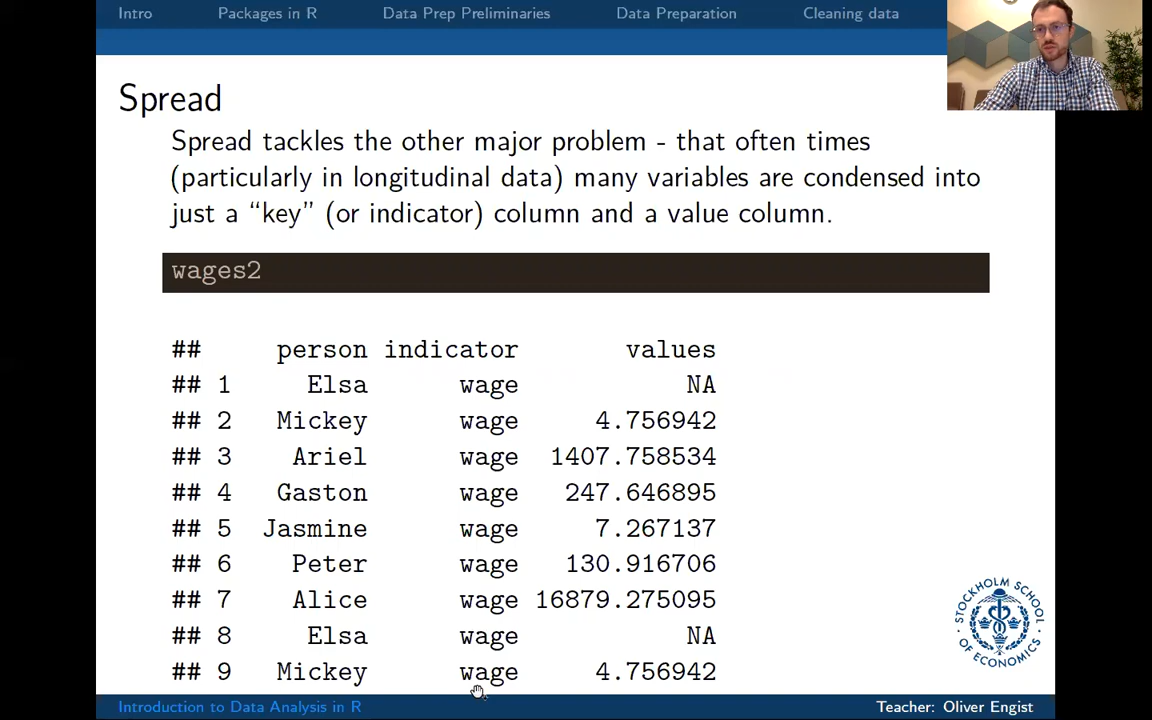 Intro Packages in R Data Prep Preliminaries Data Preparation Cleaning data
Spread
Spread tackles the other major problem - that often times
(particularly in longitudinal data) many variables are condensed into
just a “key” (or indicator) column and a value column.
wages2
## person indicator values
## 1 Elsa wage NA
## 2 Mickey wage 4.756942
## 3 Ariel wage 1407.758534
## 4 Gaston wage 247.646895
## 5 Jasmine wage 7.267137
## 6 Peter wage 130.916706
## 7 Alice wage 16879.275095
## 8 Elsa wage NA
## 9 Mickey wage 4.756942
STOCKHOLM SCHOOL
OF ECONOMICS
Introduction to Data Analysis in R Teacher: Oliver Engist